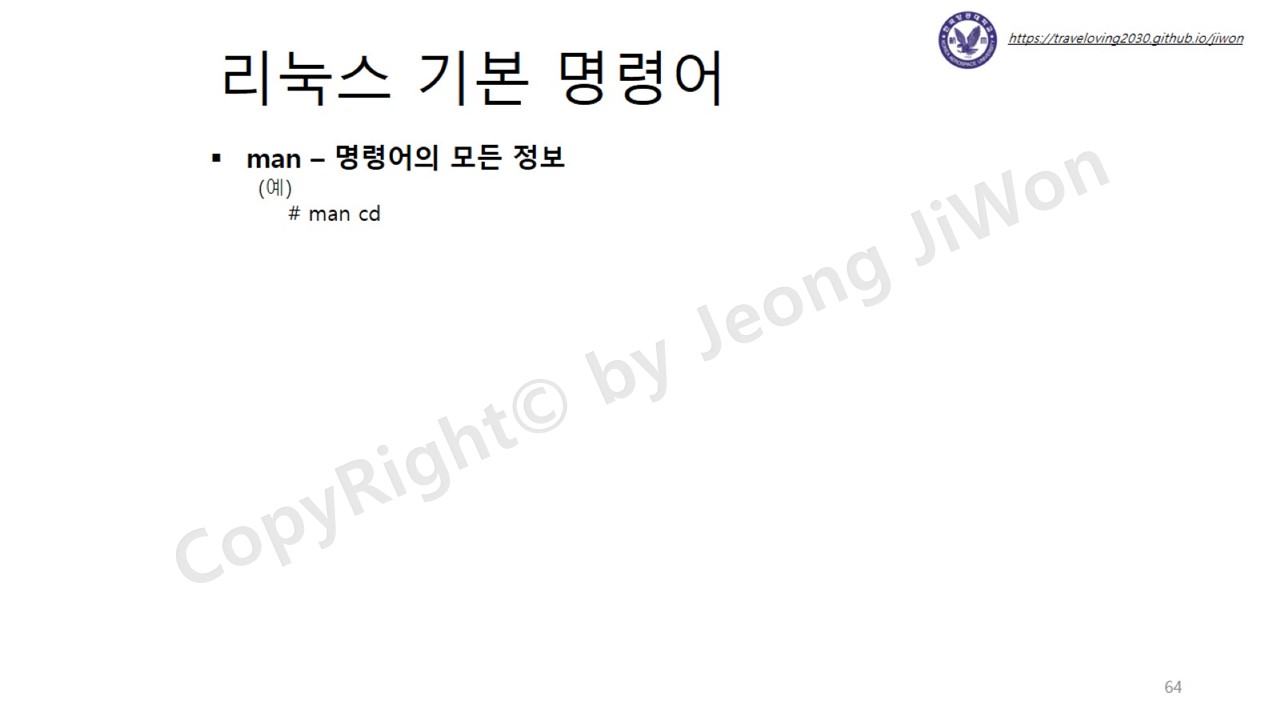 https://traveloving2030.github.io/jiwon
리눅스 기본 명령어
▪ man – 명령어의 모든 정보
(예)
# man cd
CopyRight© by Jeong JiWon
64